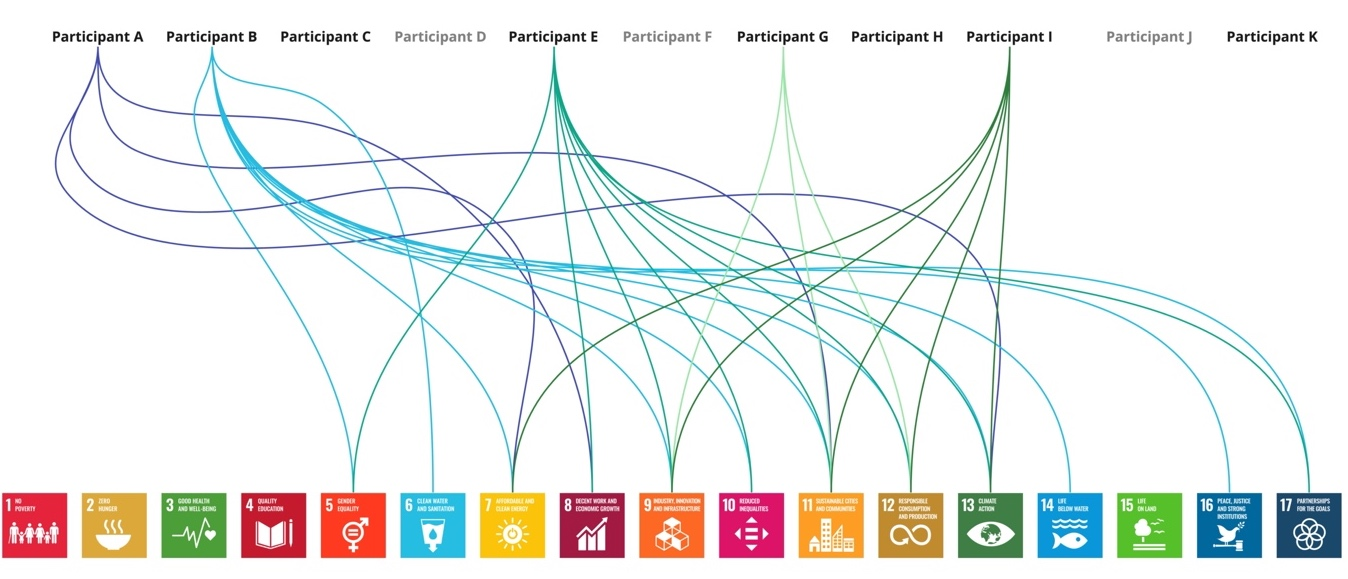 Participant A Participant B Participant C Participant D Participant E Participant F Participant G Participant H Participant I Participant J Participant K
1 NO
POVERTY
2 ZERO
HUNGER
3 GOOD HEALTH
AND WELL-BEING
4 QUALITY
EDUCATION
5 GENDER
EQUALITY
6 CLEAN WATER
AND SANITATION
7 AFFORDABLE AND
CLEAN ENERGY
8 DECENT WORK AND
ECONOMIC GROWTH
9 INDUSTRY, INNOVATION
AND INFRASTRUCTURE
10 REDUCED
INEQUALITIES
11 SUSTAINABLE CITIES
AND COMMUNITIES
12 RESPONSIBLE
CONSUMPTION
AND PRODUCTION
13 CLIMATE
ACTION
14 LIFE
BELOW WATER
15 LIFE
ON LAND
16 PEACE, JUSTICE
AND STRONG
INSTITUTIONS
17 PARTNERSHIPS
FOR THE GOALS